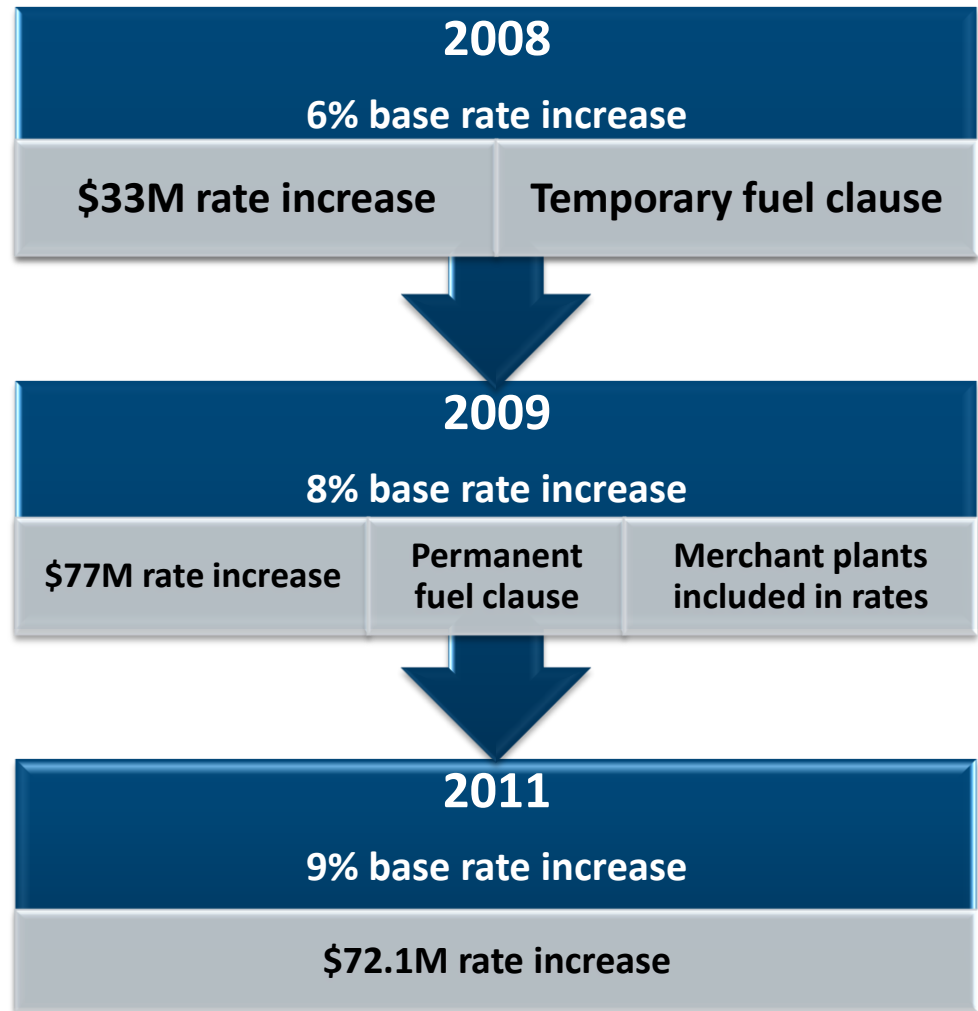 2008
6% base rate increase
$33M rate increase
Temporary fuel clause
2009
8% base rate increase
$77M rate increase
Permanent
fuel clause
Merchant plants
included in rates
2011
9% base rate increase
$72.1M rate increase